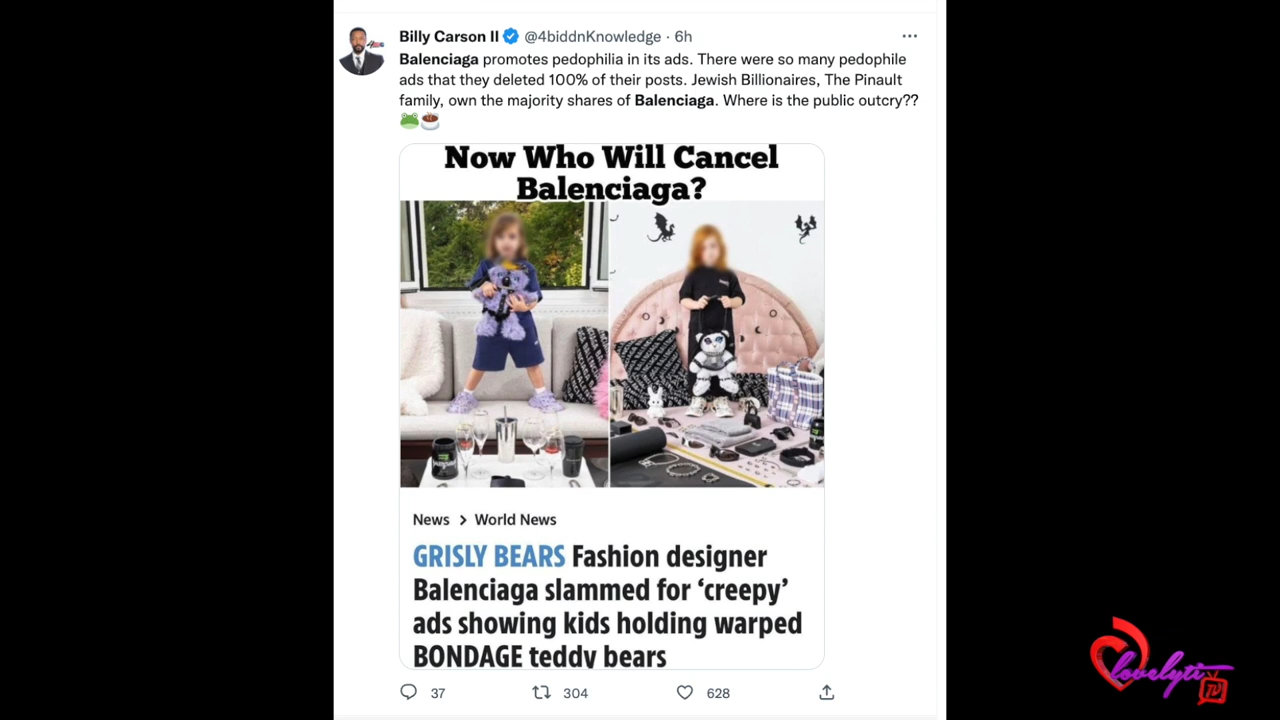 Billy Carson II @4biddnKnowledge · 6h
Balenciaga promotes pedophilia in its ads. There were so many pedophile
ads that they deleted 100% of their posts. Jewish Billionaires, The Pinault
family, own the majority shares of Balenciaga. Where is the public outcry??
🐸☕
Now Who Will Cancel
Balenciaga?
News > World News
GRISLY BEARS Fashion designer
Balenciaga slammed for ‘creepy’
ads showing kids holding warped
BONDAGE teddy bears
37 304 628
lovelyti
TV